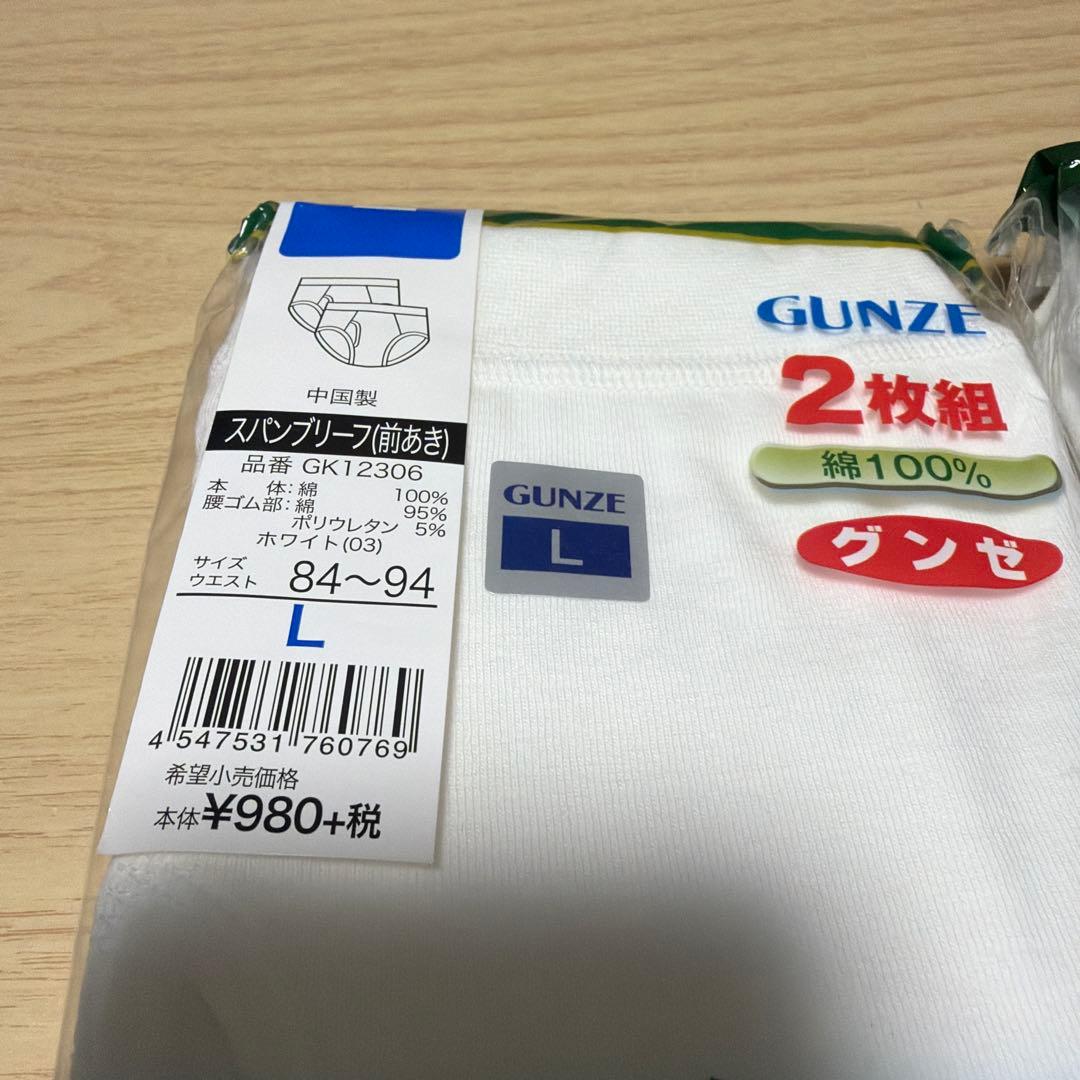 中国製
スパンブリーフ(前あき)
品番 GK12306
本 体:綿 100%
腰ゴム部:綿 95%
ポリウレタン 5%
ホワイト(03)
サイズ
ウエスト 84〜94
L
4 547531 760769
希望小売価格
本体¥980+税
GUNZE
L
GUNZE
2枚組
綿100%
グンゼ